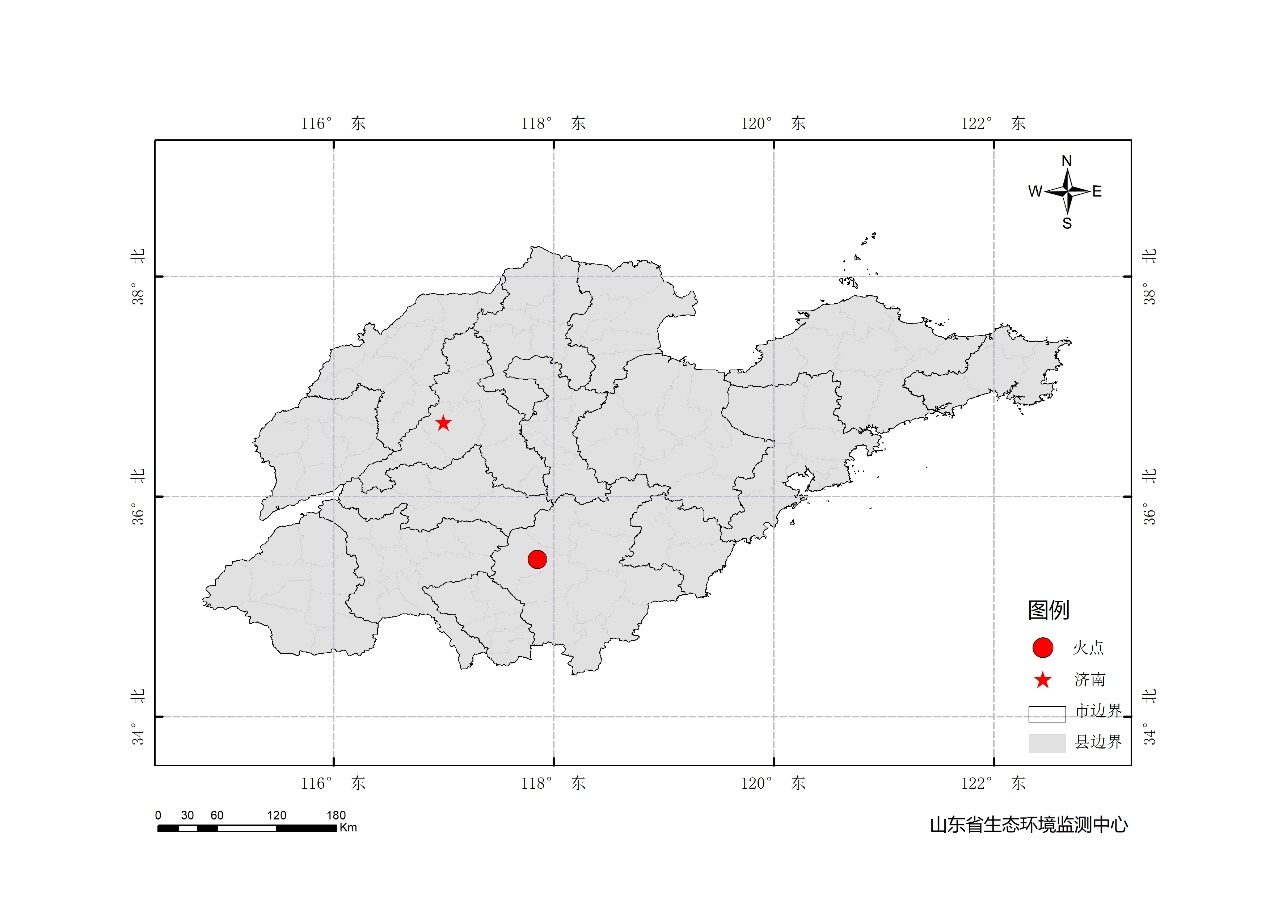 116° 东 118° 东 120° 东 122° 东
N
W E
S
38° 北 38° 北
36° 北 36° 北
图例
火点
济南
市边界
县边界
34° 北 34° 北
116° 东 118° 东 120° 东 122° 东
0 30 60 120 180
Km
山东省生态环境监测中心